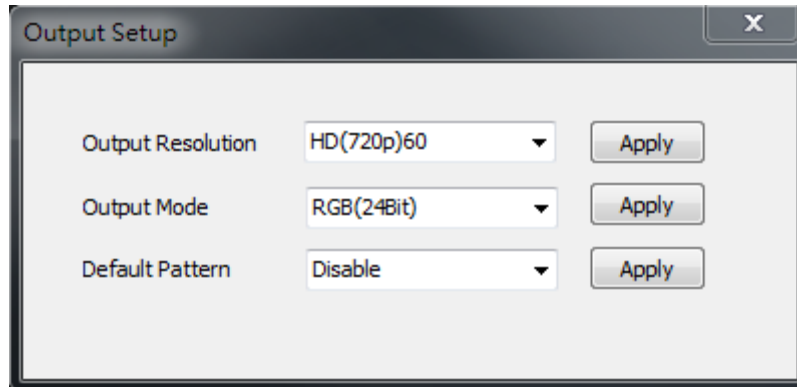 Output Setup
Output Resolution HD(720p)60 Apply
Output Mode RGB(24Bit) Apply
Default Pattern Disable Apply